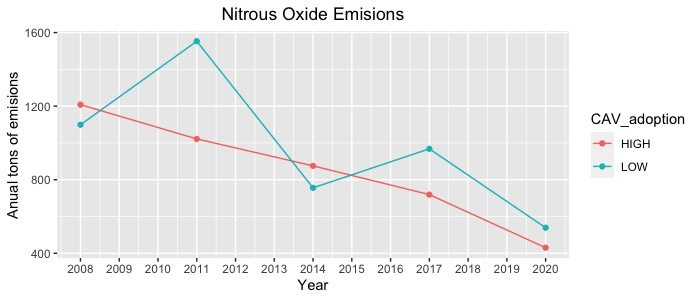 Nitrous Oxide Emisions
Anual tons of emisions
1600
1200
800
400
2008 2009 2010 2011 2012 2013 2014 2015 2016 2017 2018 2019 2020
Year
CAV_adoption
HIGH
LOW